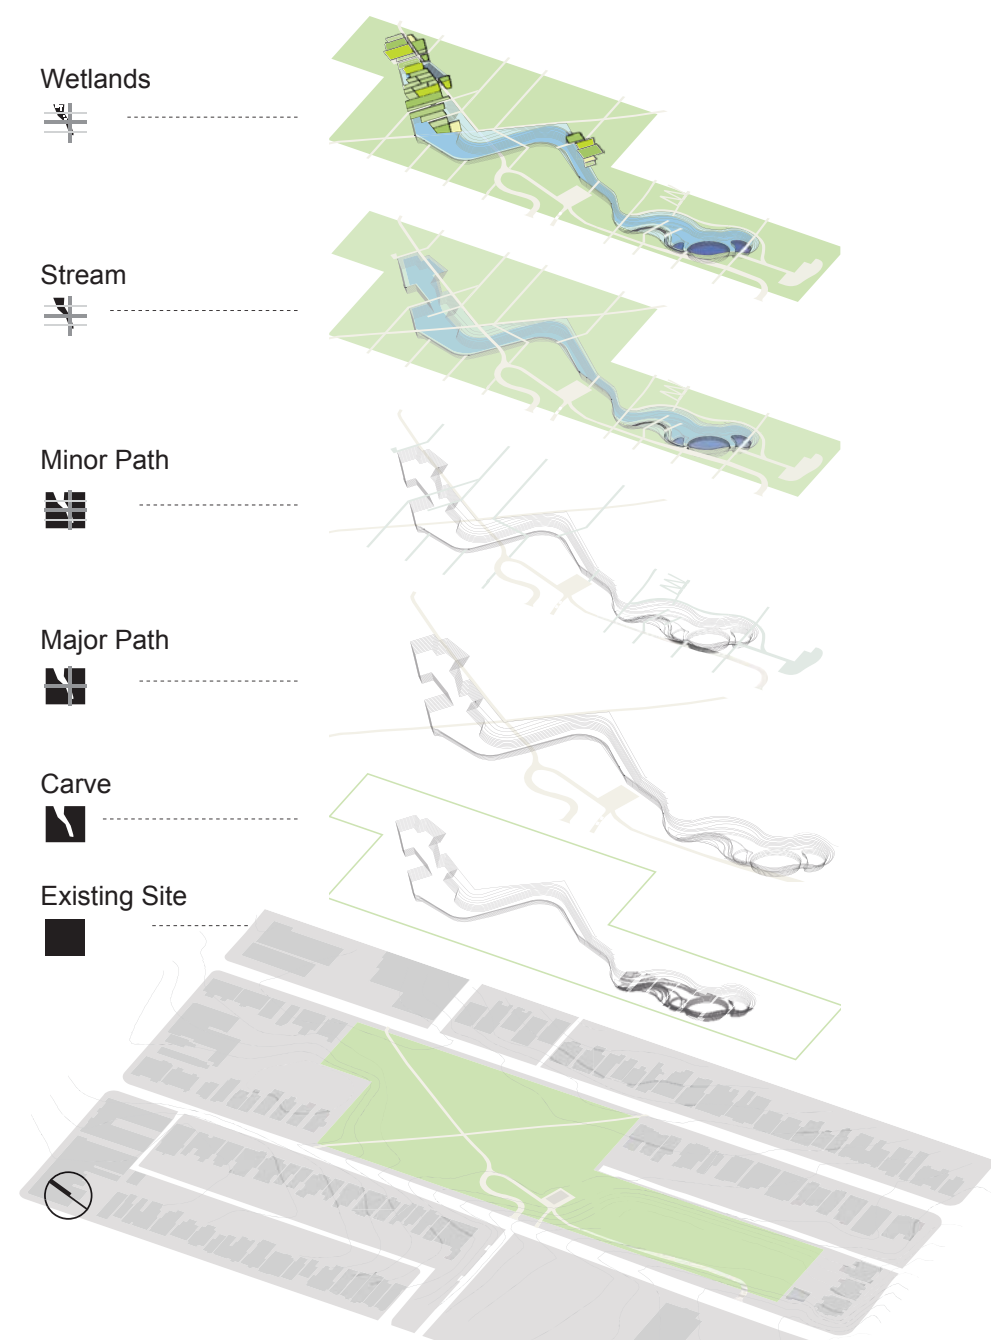 Wetlands
Stream
Minor Path
Major Path
Carve
Existing Site